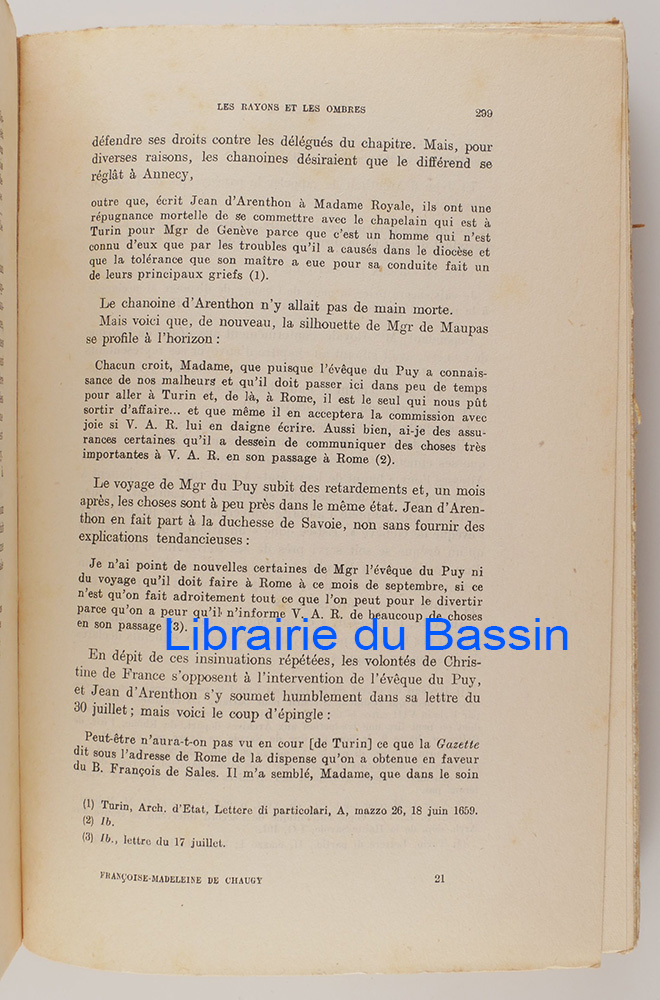 LES RAYONS ET LES OMBRES 299
défendre ses droits contre les délégués du chapitre. Mais, pour
diverses raisons, les chanoines désiraient que le différend se
réglât à Annecy,
outre que, écrit Jean d'Arenthon à Madame Royale, ils ont une
répugnance mortelle de se commettre avec le chapelain qui est à
Turin pour Mgr de Genève parce que c'est un homme qui n'est
connu d'eux que par les troubles qu'il a causés dans le diocèse et
que la tolérance que son maître a eue pour sa conduite fait un
de leurs principaux griefs (1).
Le chanoine d'Arenthon n'y allait pas de main morte.
Mais voici que, de nouveau, la silhouette de Mgr de Maupas
se profile à l'horizon :
Chacun croit, Madame, que puisque l'évêque du Puy a connais-
sance de nos malheurs et qu'il doit passer ici dans peu de temps
pour aller à Turin et, de là, à Rome, il est le seul qui nous pût
sortir d'affaire... et que même il en acceptera la commission avec
joie si V. A. R. lui en daigne écrire. Aussi bien, ai-je des assu-
rances certaines qu'il a dessein de communiquer des choses très
importantes à V. A. R. en son passage à Rome (2).
Le voyage de Mgr du Puy subit des retardements et, un mois
après, les choses sont à peu près dans le même état. Jean d'Aren-
thon en fait part à la duchesse de Savoie, non sans fournir des
explications tendancieuses :
Je n'ai point de nouvelles certaines de Mgr l'évêque du Puy ni
du voyage qu'il doit faire à Rome à ce mois de septembre, si ce
n'est qu'on fait adroitement tout ce que l'on peut pour le divertir
parce qu'on a peur qu'il n'informe V. A. R. de beaucoup de choses
en son passage (3).
Librairie du Bassin
En dépit de ces insinuations répétées, les volontés de Chris-
tine de France s'opposent à l'intervention de l'évêque du Puy,
et Jean d'Arenthon s'y soumet humblement dans sa lettre du
30 juillet ; mais voici le coup d'épingle :
Peut-être n'aura-t-on pas vu en cour [de Turin] ce que la Gazette
dit sous l'adresse de Rome de la dispense qu'on a obtenue en faveur
du B. François de Sales. Il m'a semblé, Madame, que dans le soin
(1) Turin, Arch. d'Etat, Lettere di particolari, A, mazzo 26, 18 juin 1659.
(2) Ib.
(3) Ib., lettre du 17 juillet.
FRANÇOISE-MADELEINE DE CHAUGY 21